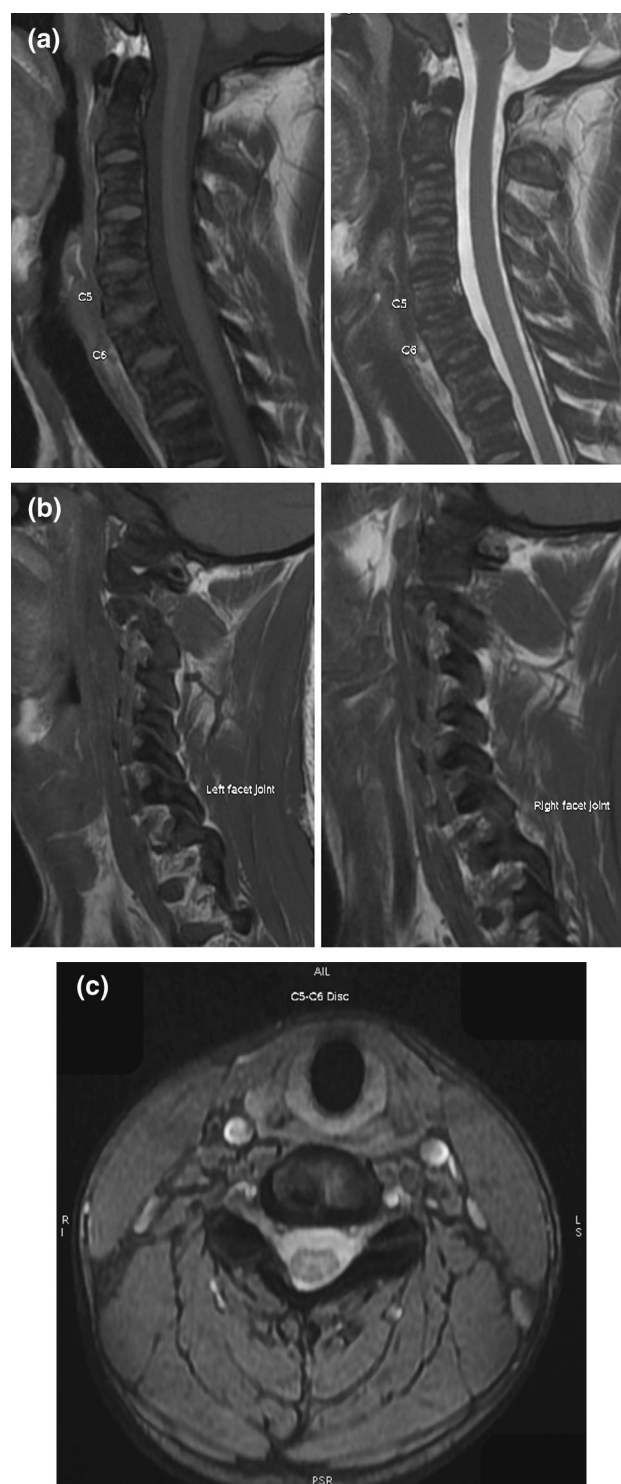 (a)
C5
C6
C5
C6
(b)
Left facet joint
Right facet joint
(c)
AIL
C5-C6 Disc
R
I
L
S
PSR